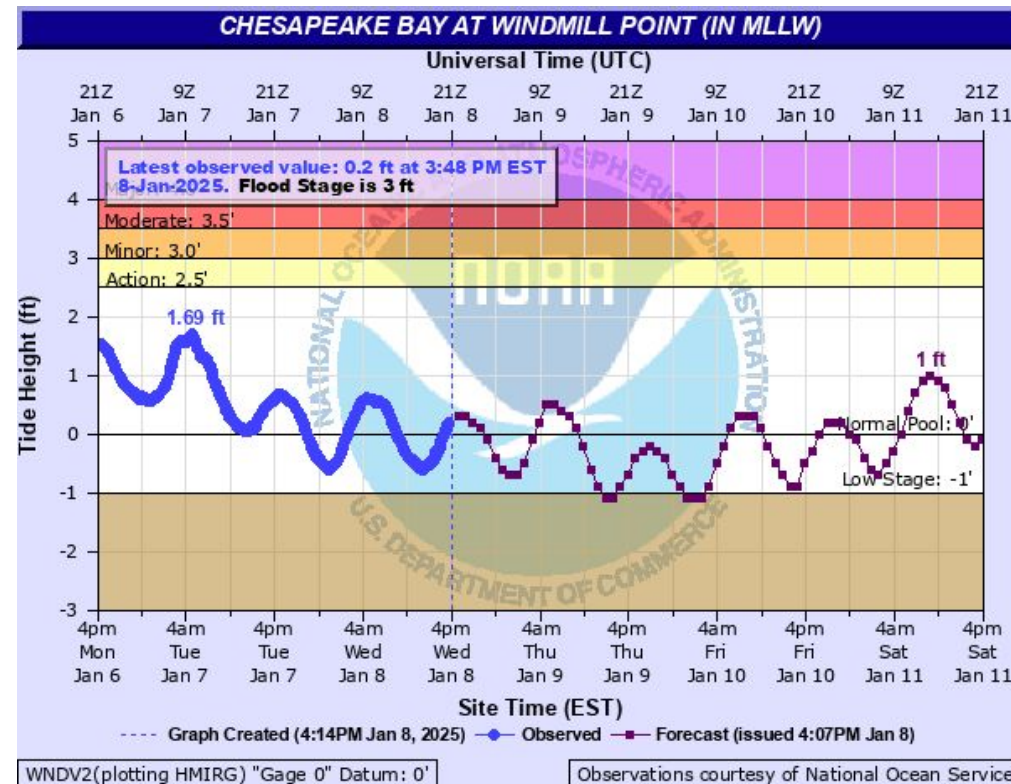 CHESAPEAKE BAY AT WINDMILL POINT (IN MLLW)
Universal Time (UTC)
21Z 9Z 21Z 9Z 21Z 9Z 21Z 9Z 21Z 9Z 21Z
Jan 6 Jan 7 Jan 7 Jan 8 Jan 8 Jan 9 Jan 9 Jan 10 Jan 10 Jan 11 Jan 11
Latest observed value: 0.2 ft at 3:48 PM EST
8-Jan-2025. Flood Stage is 3 ft
Moderate: 3.5'
Minor: 3.0'
Action: 2.5'
1.69 ft
1 ft
Normal Pool: 0'
Low Stage: -1'
Tide Height (ft)
5
4
3
2
1
0
-1
-2
-3
NATIONAL OCEANIC AND ATMOSPHERIC ADMINISTRATION
NOAA
U.S. DEPARTMENT OF COMMERCE
4pm 4am 4pm 4am 4pm 4am 4pm 4am 4pm 4am 4pm
Mon Tue Tue Wed Wed Thu Thu Fri Fri Sat Sat
Jan 6 Jan 7 Jan 7 Jan 8 Jan 8 Jan 9 Jan 9 Jan 10 Jan 10 Jan 11 Jan 11
Site Time (EST)
Graph Created (4:14PM Jan 8, 2025) Observed Forecast (issued 4:07PM Jan 8)
WNDV2(plotting HMIRG) "Gage 0" Datum: 0'
Observations courtesy of National Ocean Service